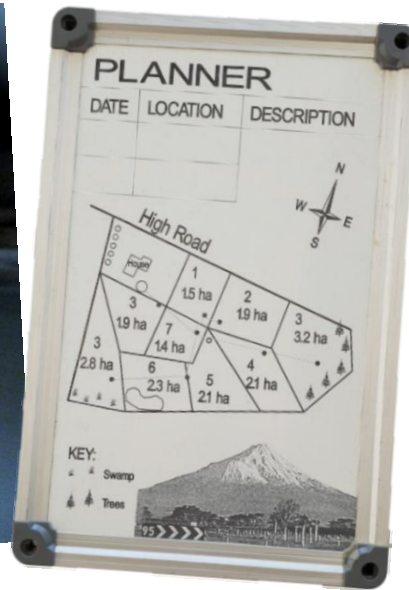 PLANNER
DATE LOCATION DESCRIPTION
N
W E
S
High Road
House
1
1.5 ha
2
1.9 ha
3
3.2 ha
3
1.9 ha
7
1.4 ha
3
2.8 ha
6
2.3 ha
5
2.1 ha
4
2.1 ha
KEY:
Swamp
Trees
95